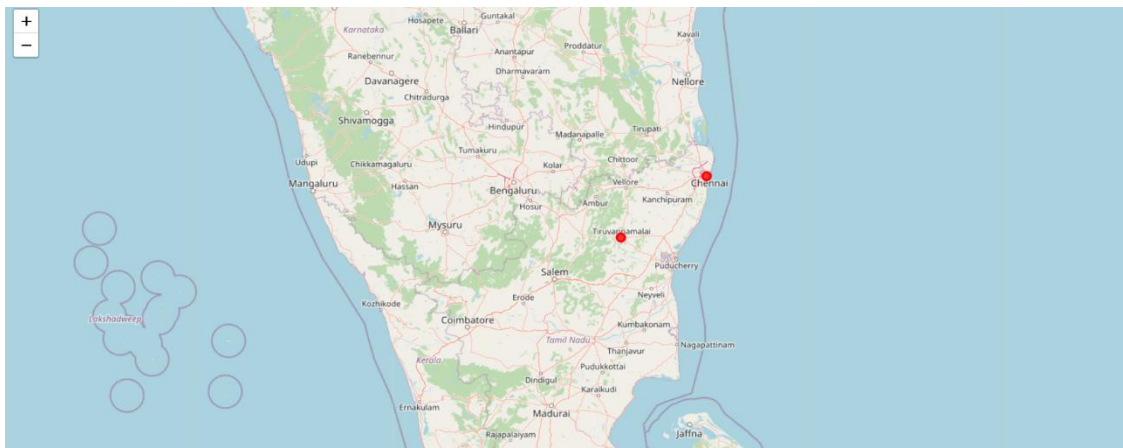 +
−
Hosapete
Guntakal
Ballari
Karnataka
Kavali
Ranebennur
Anantapur
Proddatur
Dharmavaram
Davanagere
Nellore
Chitradurga
Shivamogga
Hindupur
Madanapalle
Tirupati
Tumakuru
Udupi
Chikkamagaluru
Kolar
Chittoor
Mangaluru
Hassan
Bengaluru
Vellore
Chennai
Hosur
Ambur
Kanchipuram
Mysuru
Tiruvannamalai
Puducherry
Salem
Kozhikode
Erode
Neyveli
Lakshadweep
Coimbatore
Kumbakonam
Tamil Nadu
Nagapattinam
Thanjavur
Kerala
Pudukkottai
Dindigul
Karaikudi
Ernakulam
Madurai
Rajapalaiyam
Jaffna